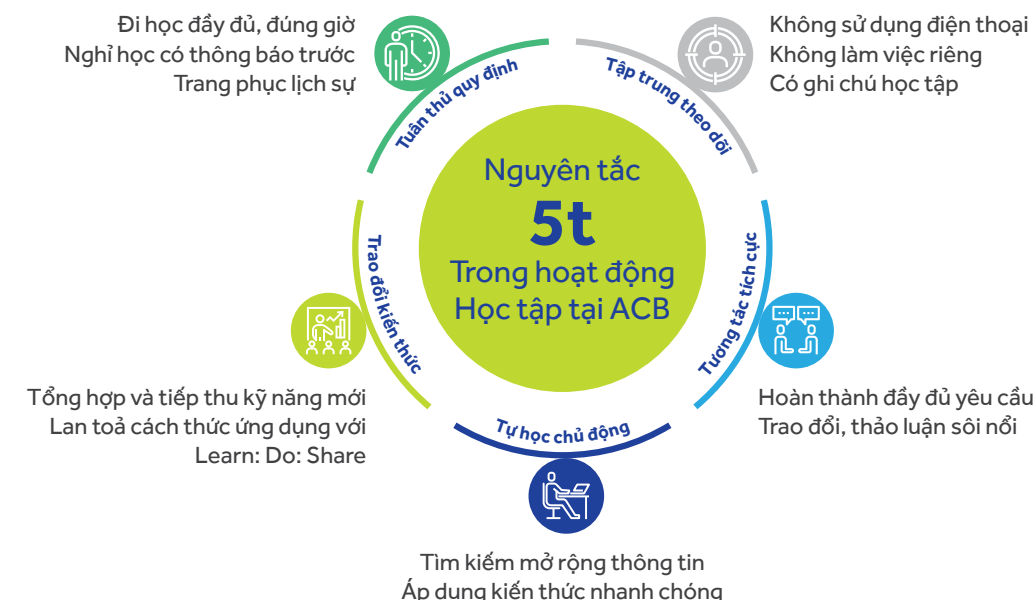 Đi học đầy đủ, đúng giờ
Nghỉ học có thông báo trước
Trang phục lịch sự
Tuân thủ quy định
Không sử dụng điện thoại
Không làm việc riêng
Có ghi chú học tập
Tập trung theo dõi
Nguyên tắc
5t
Trong hoạt động
Học tập tại ACB
Tương tác tích cực
Hoàn thành đầy đủ yêu cầu
Trao đổi, thảo luận sôi nổi
Tự học chủ động
Tìm kiếm mở rộng thông tin
Áp dụng kiến thức nhanh chóng
Trao đổi kiến thức
Tổng hợp và tiếp thu kỹ năng mới
Lan toả cách thức ứng dụng với
Learn: Do: Share